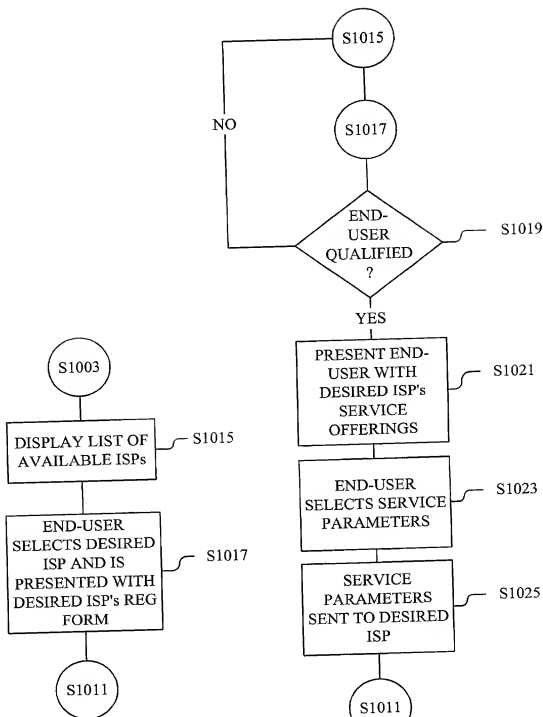 S1003
DISPLAY LIST OF
AVAILABLE ISPs
S1015
END-USER
SELECTS DESIRED
ISP AND IS
PRESENTED WITH
DESIRED ISP's REG
FORM
S1017
S1011
S1015
S1017
NO
END-
USER
QUALIFIED
?
S1019
YES
PRESENT END-
USER WITH
DESIRED ISP's
SERVICE
OFFERINGS
S1021
END-USER
SELECTS SERVICE
PARAMETERS
S1023
SERVICE
PARAMETERS
SENT TO DESIRED
ISP
S1025
S1011